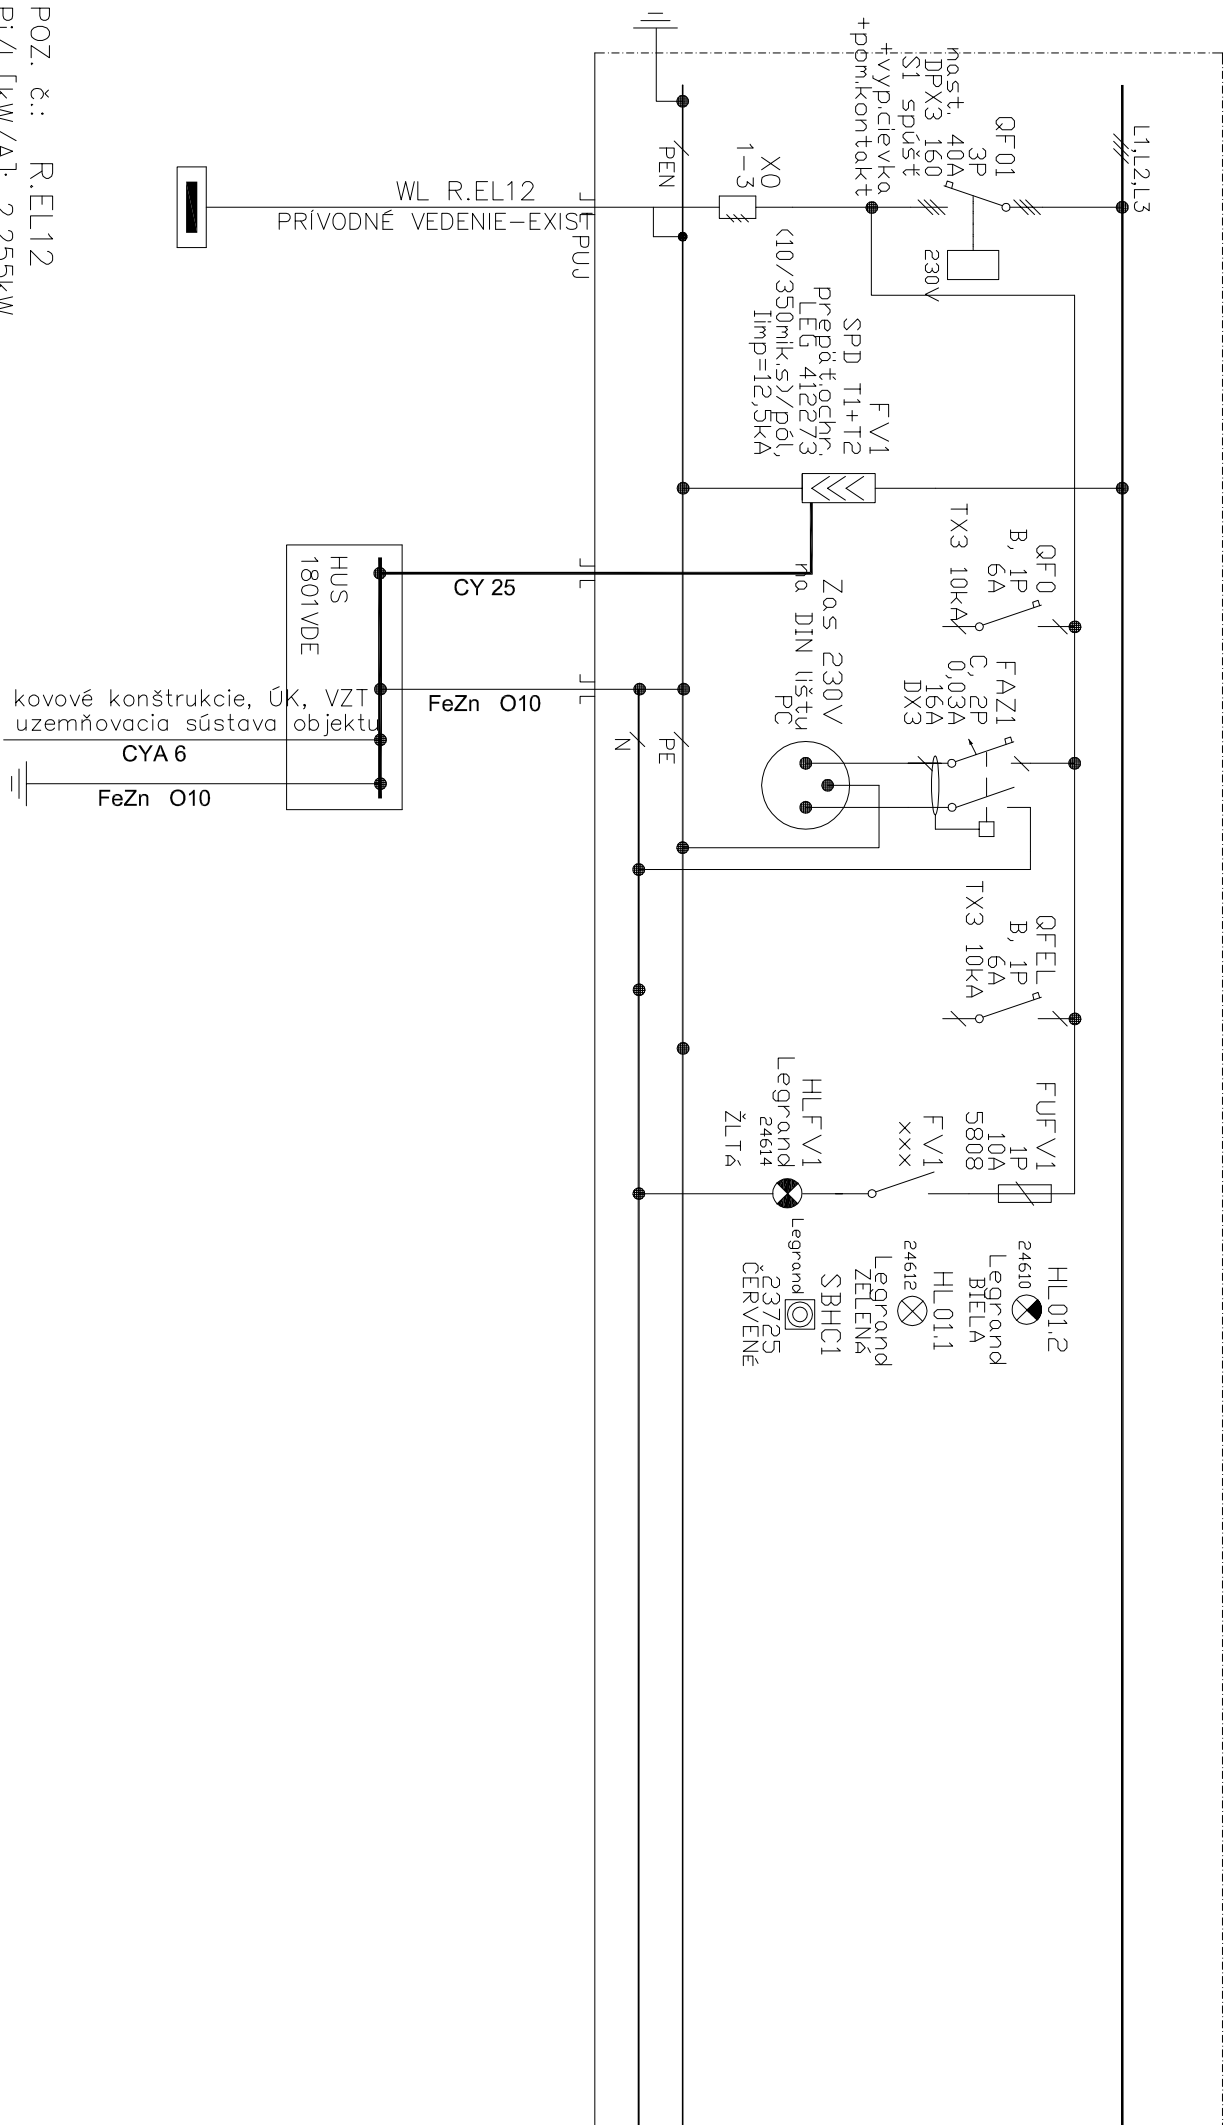 L1,L2,L3
QF01
3P
nast. 40A
DPX3 160
S1 spúšť
+vyp.cievka
+pom.kontakt
230V
X0
1-3
PEN
WL R.EL12
PRÍVODNÉ VEDENIE-EXIST
PUJ
FV1
SPD T1+T2
prepäť.ochr.
LEG 412273
(10/350mik.s)/pól,
Iimp=12,5kA
QF0
B, 1P
6A
TX3 10kA
FAZ1
C, 2P
0,03A
16A
DX3
Zas 230V
na DIN lištu
PC
PE
N
CY 25
FeZn O10
HUS
1801VDE
kovové konštrukcie, ÚK, VZT
uzemňovacia sústava objektu
CYA 6
FeZn O10
QFEL
B, 1P
6A
TX3 10kA
FUFV1
1P
10A
5808
FV1
xxx
HLFV1
Legrand
24614
ŽLTÁ
HL01.2
24610
Legrand
BIELA
HL01.1
24612
Legrand
ZELENÁ
SBHC1
Legrand
23725
ČERVENÉ
POZ. č.: R.EL12
Pi/I [kW/A]: 2,255kW